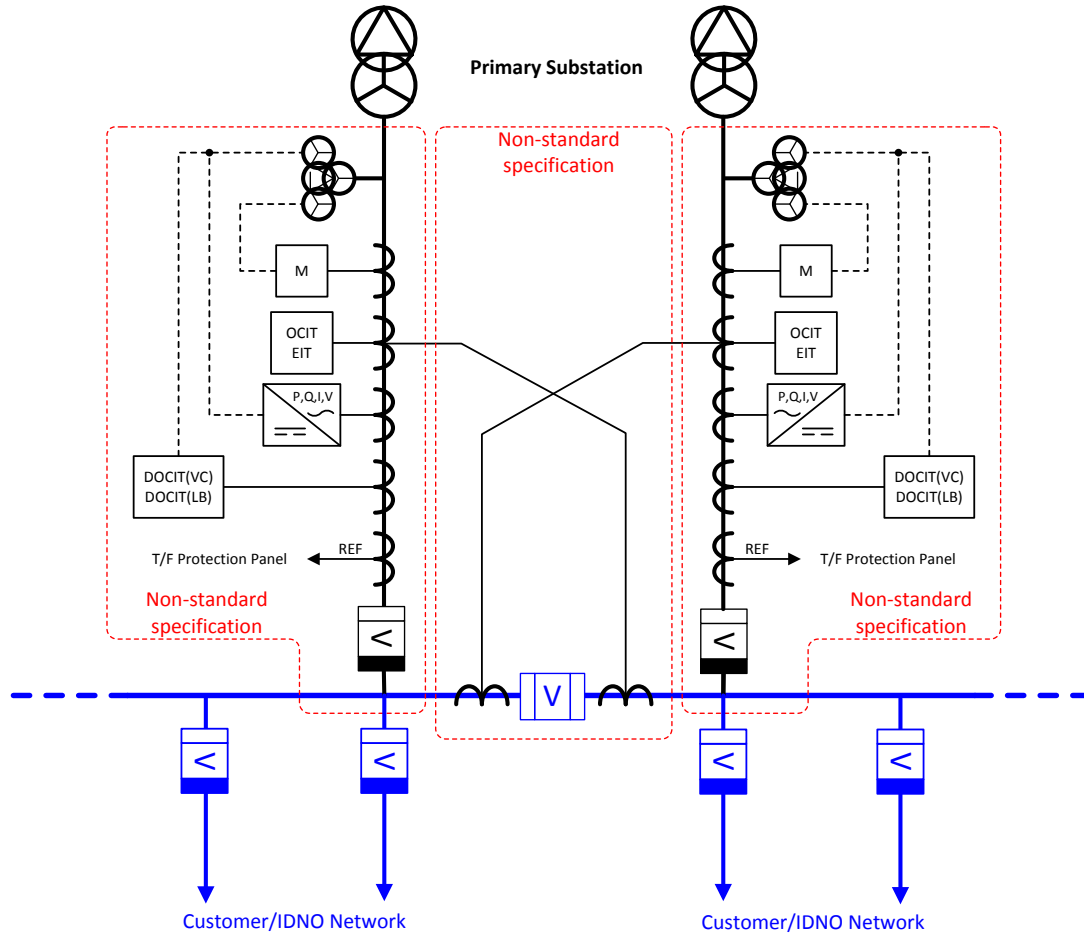 Primary Substation
Non-standard
specification
M
M
OCIT
EIT
OCIT
EIT
P,Q,I,V
P,Q,I,V
DOCIT(VC)
DOCIT(LB)
DOCIT(VC)
DOCIT(LB)
REF
T/F Protection Panel
REF
T/F Protection Panel
Non-standard
specification
Non-standard
specification
V
V
V
V
V
V
V
Customer/IDNO Network
Customer/IDNO Network